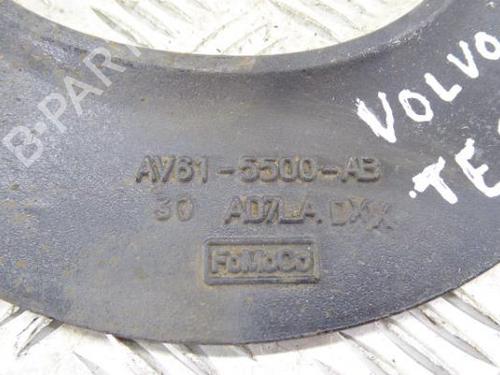 B-PARTS
VOLVO
TE
AV61-5500-AB
30 AD7LA DXX
FoMoCo